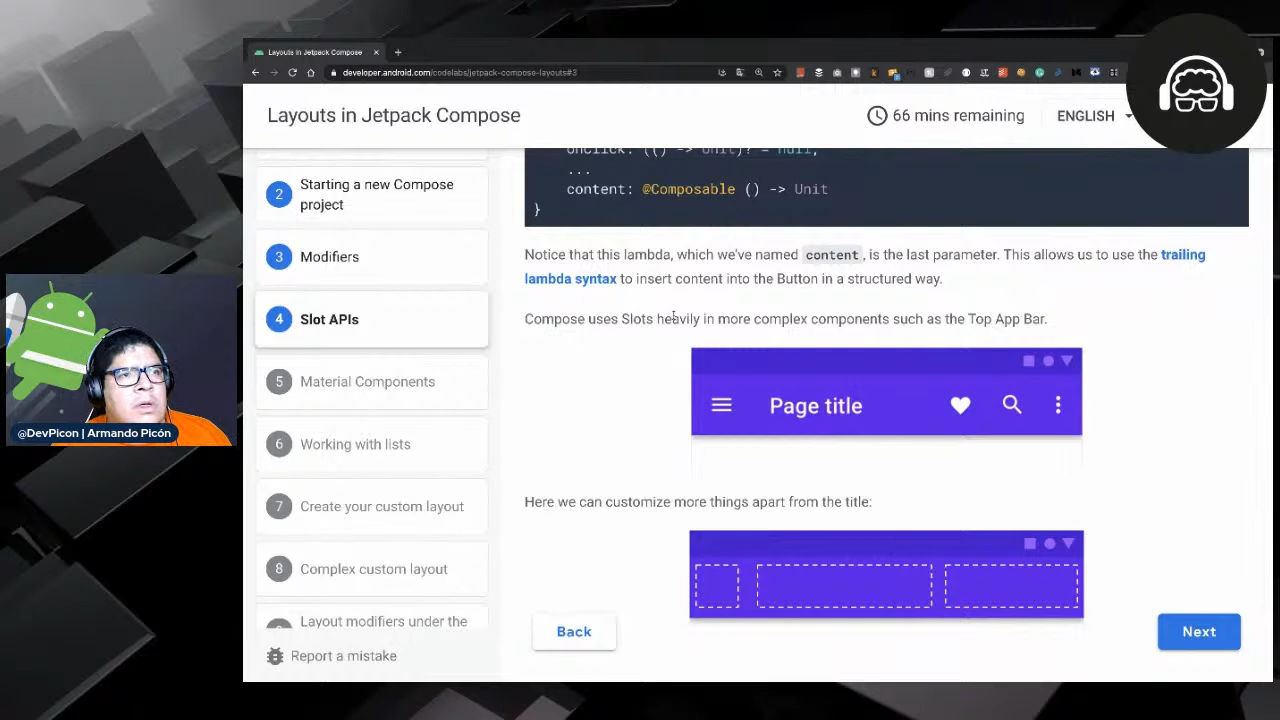 Layouts in Jetpack Compose
developer.android.com/codelabs/jetpack-compose-layouts#3
Layouts in Jetpack Compose
66 mins remaining
ENGLISH
2
Starting a new Compose
project
3
Modifiers
4
Slot APIs
5
Material Components
6
Working with lists
7
Create your custom layout
8
Complex custom layout
Layout modifiers under the
Report a mistake
onClick: (() -> Unit)? = null,
...
content: @Composable () -> Unit
}
Notice that this lambda, which we've named content, is the last parameter. This allows us to use the trailing
lambda syntax to insert content into the Button in a structured way.
Compose uses Slots heavily in more complex components such as the Top App Bar.
Page title
Here we can customize more things apart from the title:
Back
Next
@DevPicon | Armando Picón